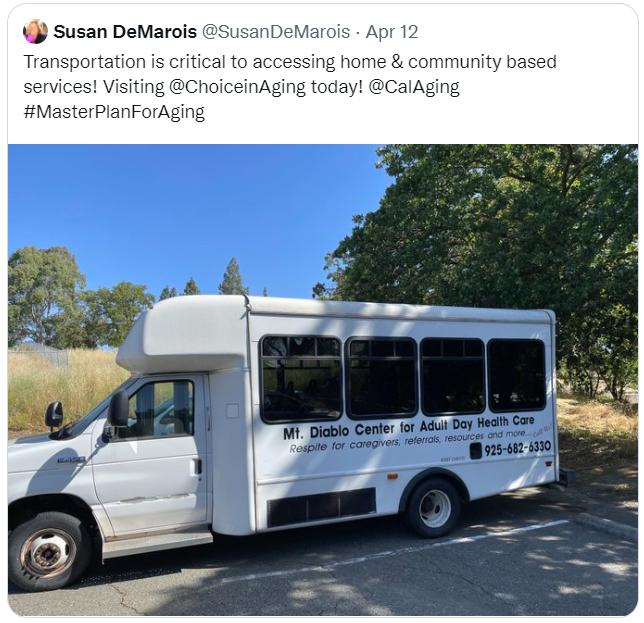 Susan DeMarois @SusanDeMarois · Apr 12
Transportation is critical to accessing home & community based
services! Visiting @ChoiceinAging today! @CalAging
#MasterPlanForAging
Mt. Diablo Center for Adult Day Health Care
Respite for caregivers, referrals, resources and more...
925-682-6330